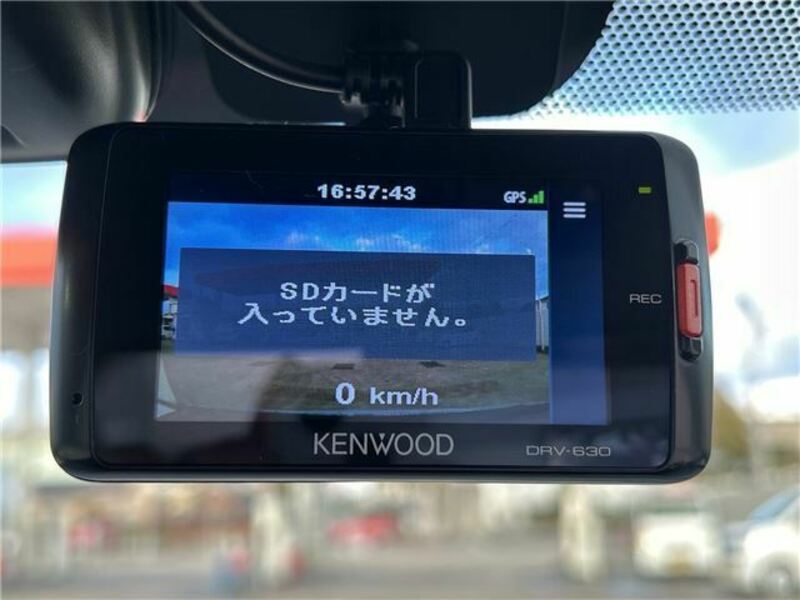 16:57:43
GPS
SDカードが
入っていません。
REC
0 km/h
KENWOOD
DRV-630